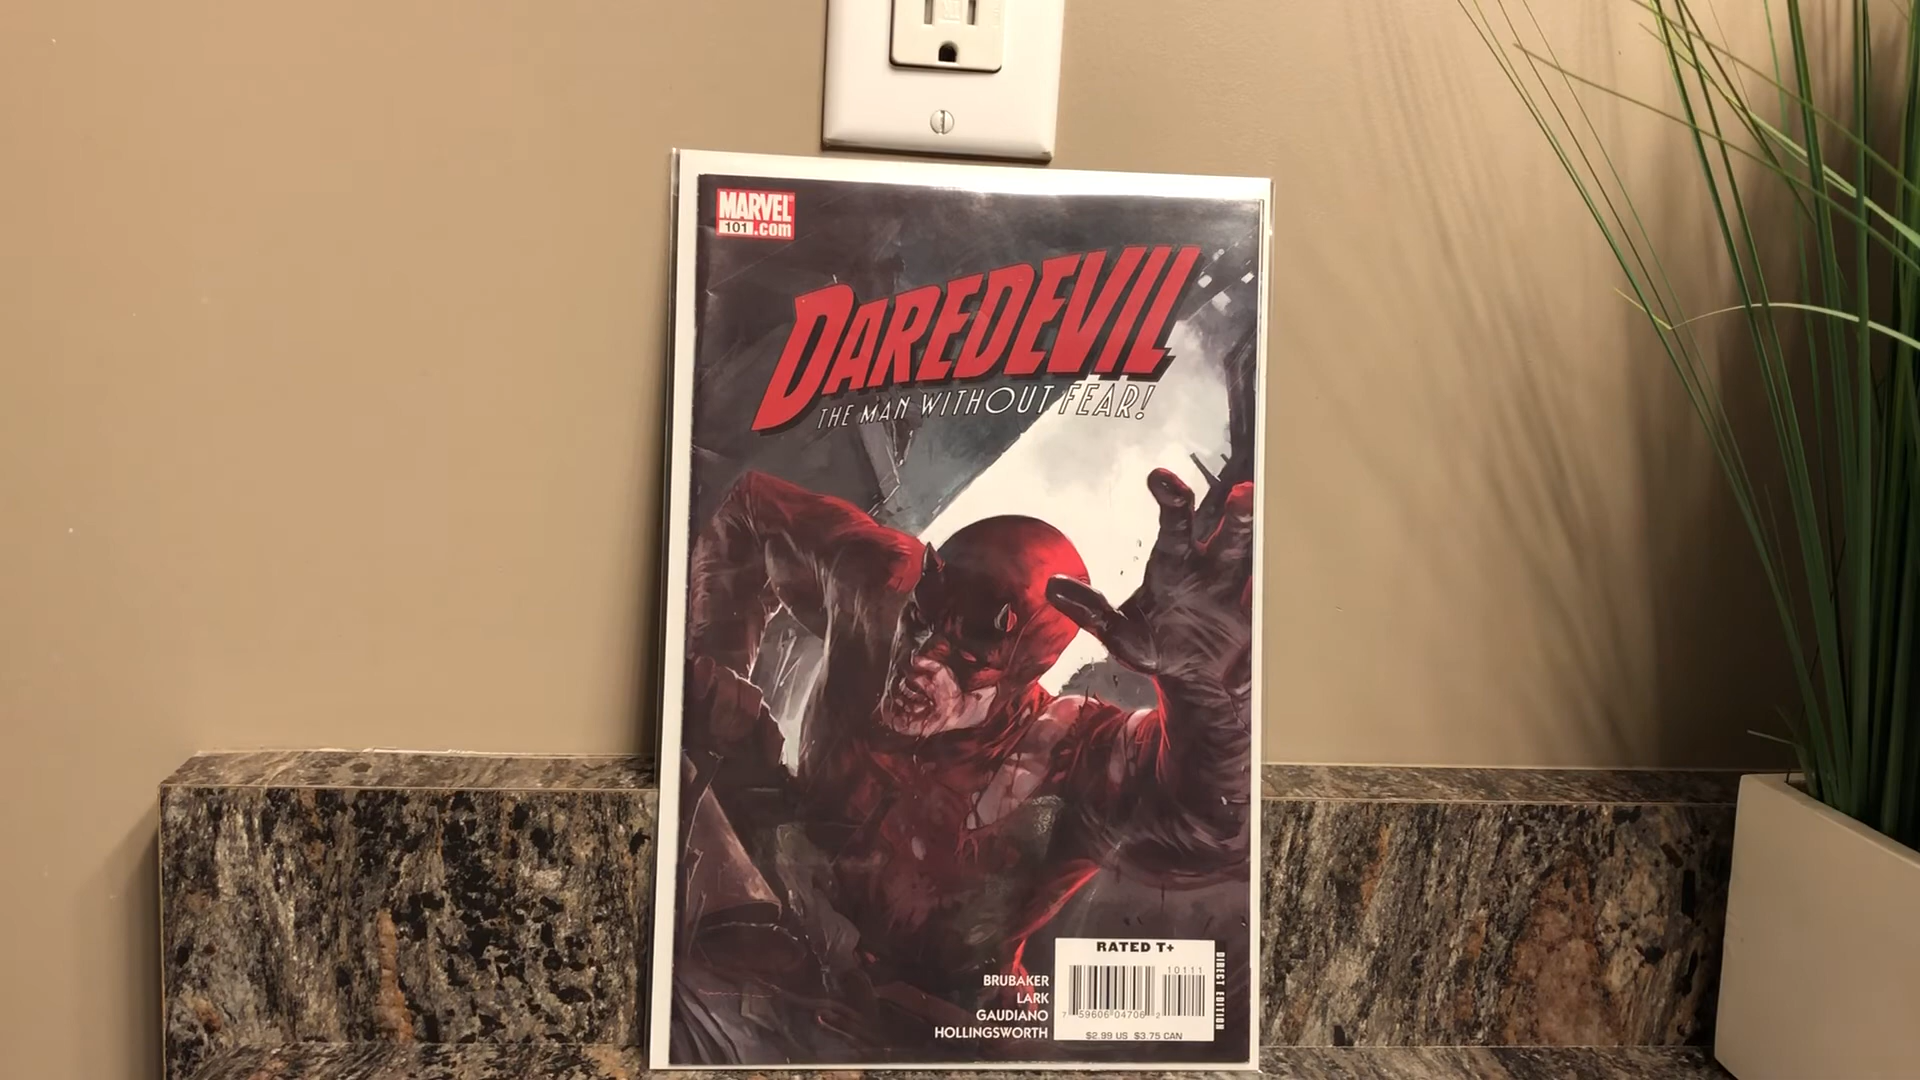 MARVEL
101 .com
DAREDEVIL
THE MAN WITHOUT FEAR!
RATED T+
BRUBAKER
LARK
GAUDIANO
HOLLINGSWORTH
10111
7 59606 04706 2
$2.99 US $3.75 CAN
DIRECT EDITION